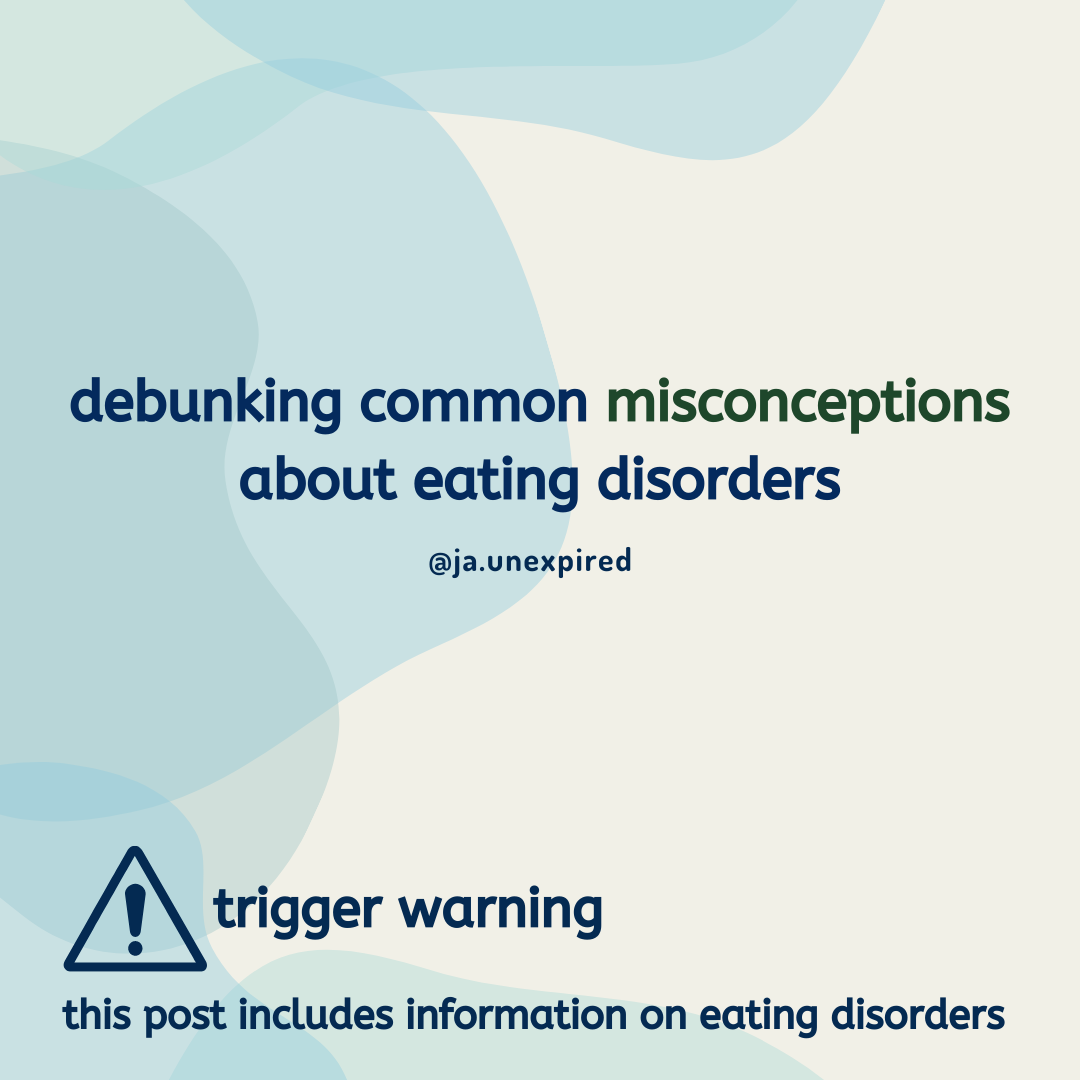 debunking common misconceptions
about eating disorders
@ja.unexpired
trigger warning
this post includes information on eating disorders